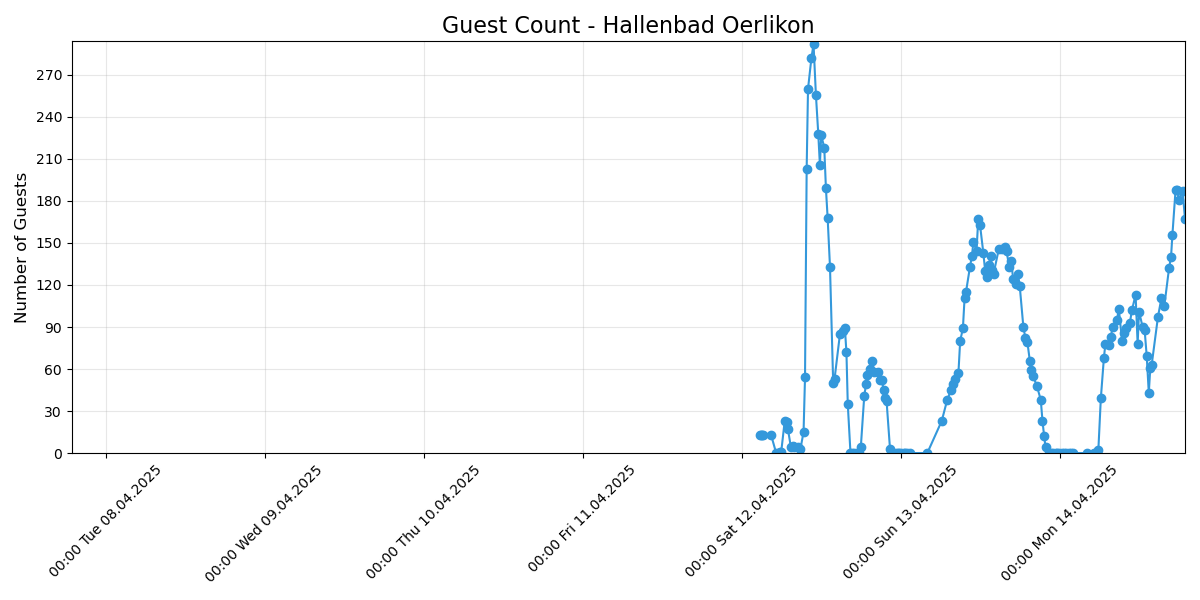 Guest Count - Hallenbad Oerlikon
Number of Guests
270
240
210
180
150
120
90
60
30
0
00:00 Tue 08.04.2025
00:00 Wed 09.04.2025
00:00 Thu 10.04.2025
00:00 Fri 11.04.2025
00:00 Sat 12.04.2025
00:00 Sun 13.04.2025
00:00 Mon 14.04.2025